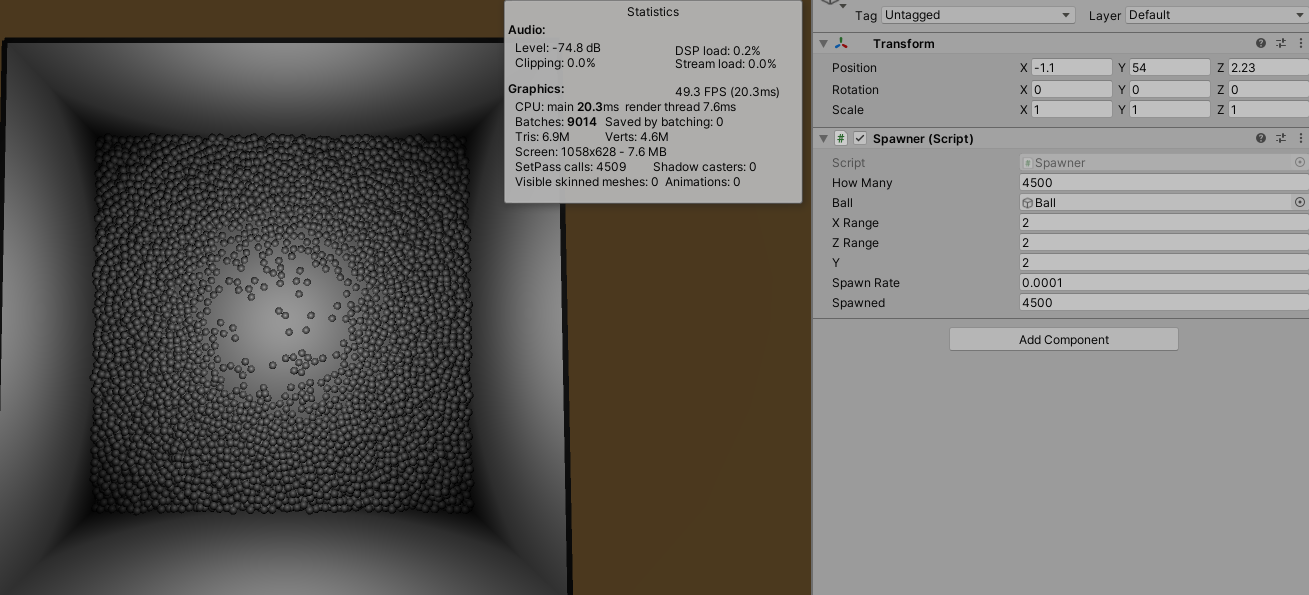 Statistics
Audio:
Level: -74.8 dB DSP load: 0.2%
Clipping: 0.0% Stream load: 0.0%
Graphics: 49.3 FPS (20.3ms)
CPU: main 20.3ms render thread 7.6ms
Batches: 9014 Saved by batching: 0
Tris: 6.9M Verts: 4.6M
Screen: 1058x628 - 7.6 MB
SetPass calls: 4509 Shadow casters: 0
Visible skinned meshes: 0 Animations: 0
Tag Untagged Layer Default
Transform
Position X -1.1 Y 54 Z 2.23
Rotation X 0 Y 0 Z 0
Scale X 1 Y 1 Z 1
# Spawner (Script)
Script # Spawner
How Many 4500
Ball Ball
X Range 2
Z Range 2
Y 2
Spawn Rate 0.0001
Spawned 4500
Add Component